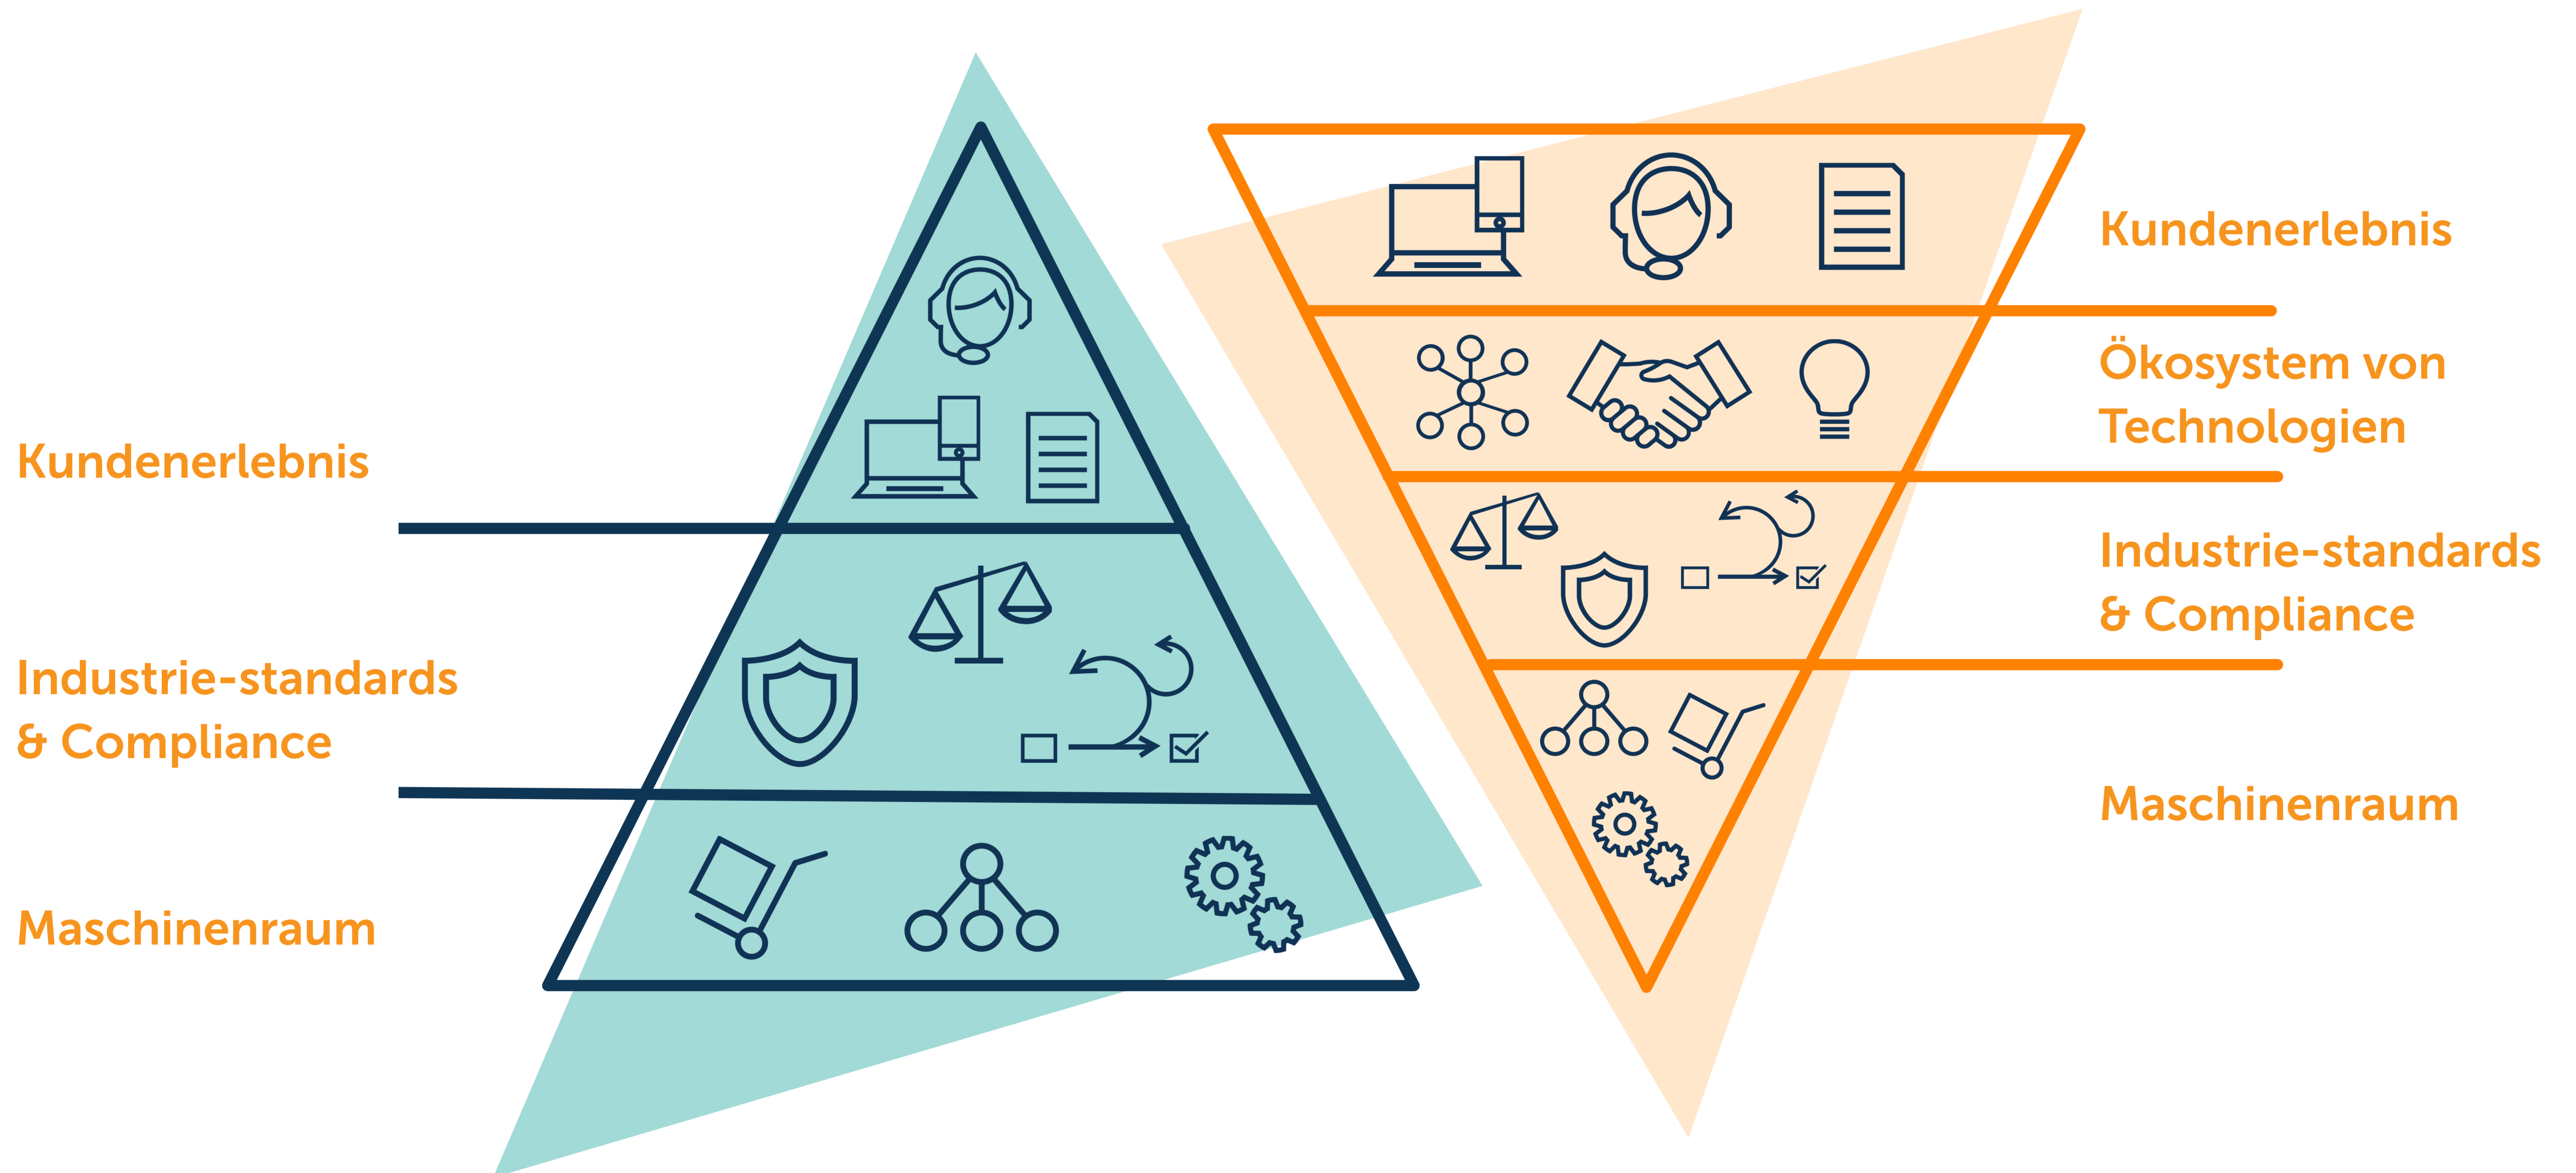 Kundenerlebnis
Industrie-standards
& Compliance
Maschinenraum
Kundenerlebnis
Ökosystem von
Technologien
Industrie-standards
& Compliance
Maschinenraum